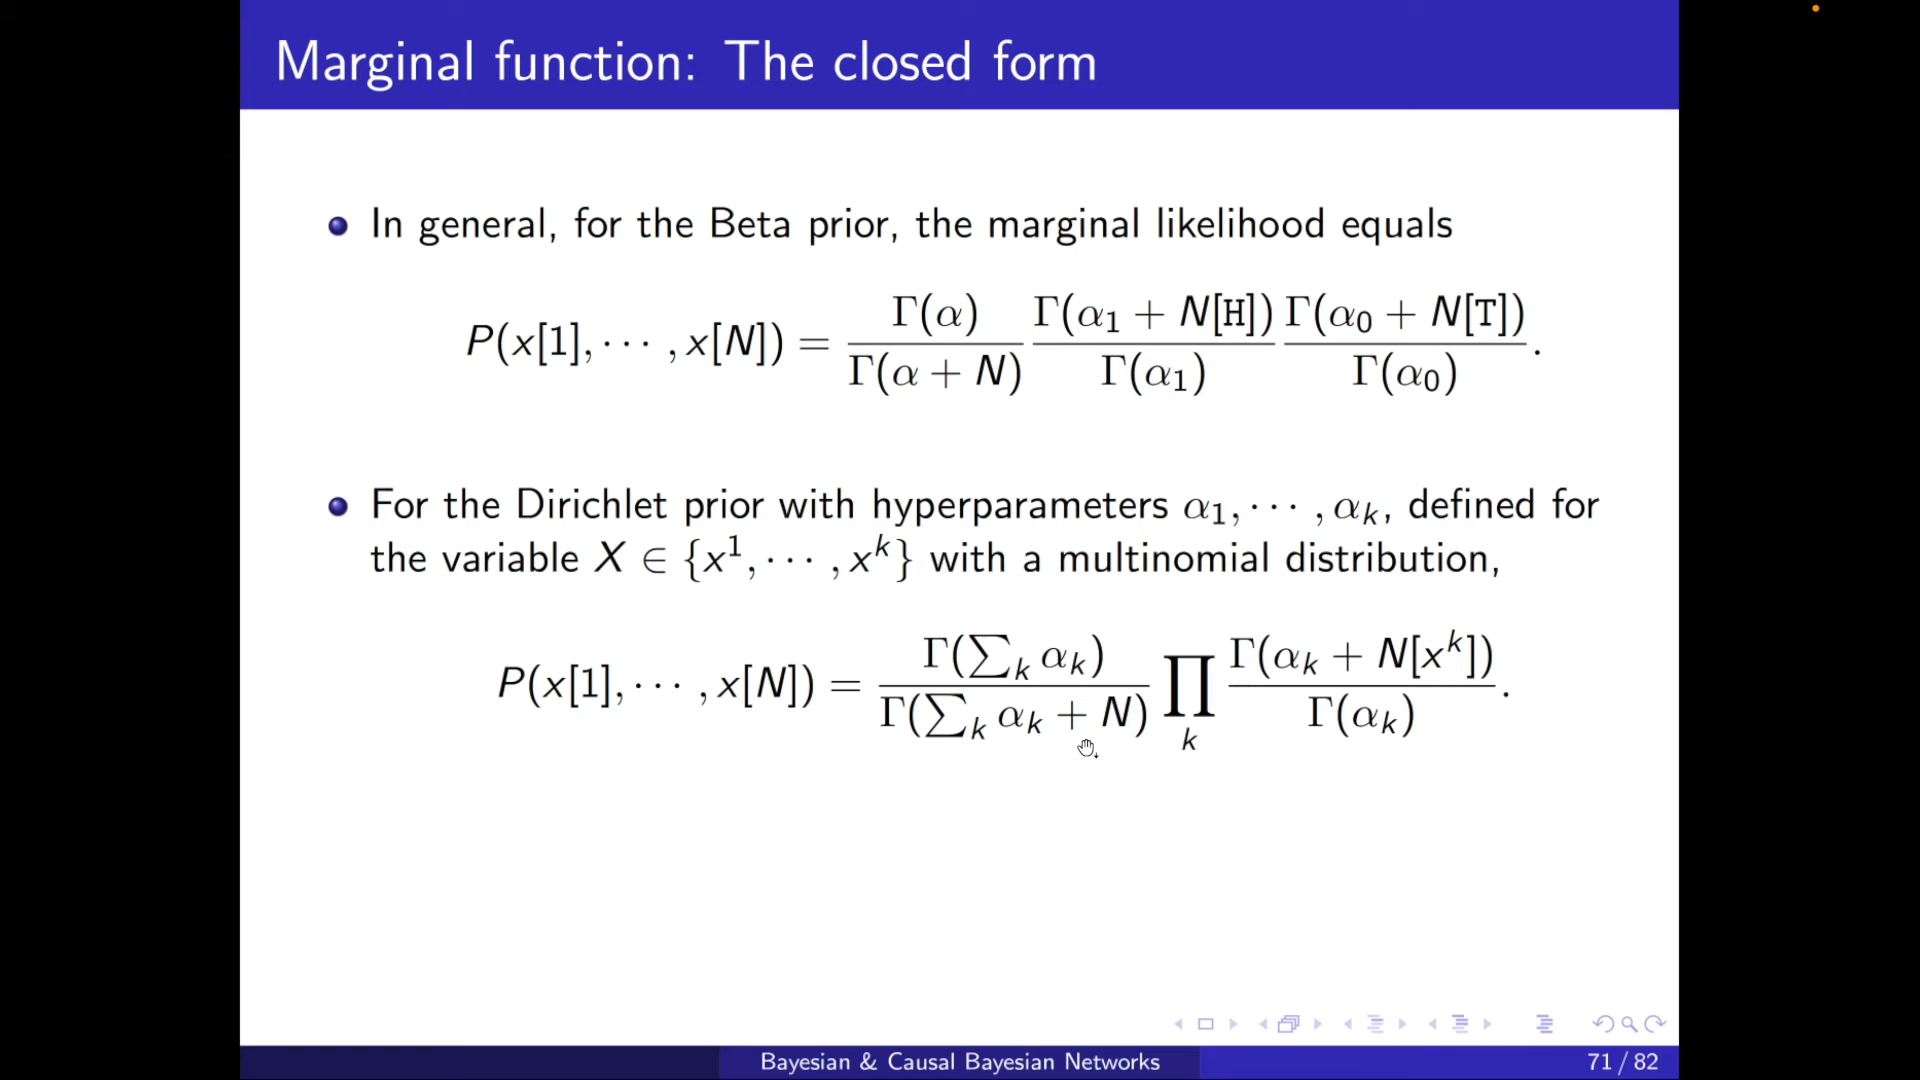 Marginal function: The closed form
In general, for the Beta prior, the marginal likelihood equals
P(x[1], ⋯ , x[N]) = Γ(α)/Γ(α + N) Γ(α₁ + N[H])/Γ(α₁) Γ(α₀ + N[T])/Γ(α₀).
For the Dirichlet prior with hyperparameters α₁, ⋯ , αₖ, defined for
the variable X ∈ {x¹, ⋯ , xᵏ} with a multinomial distribution,
P(x[1], ⋯ , x[N]) = Γ(∑ₖ αₖ)/Γ(∑ₖ αₖ + N) ∏ₖ Γ(αₖ + N[xᵏ])/Γ(αₖ).
Bayesian & Causal Bayesian Networks
71 / 82